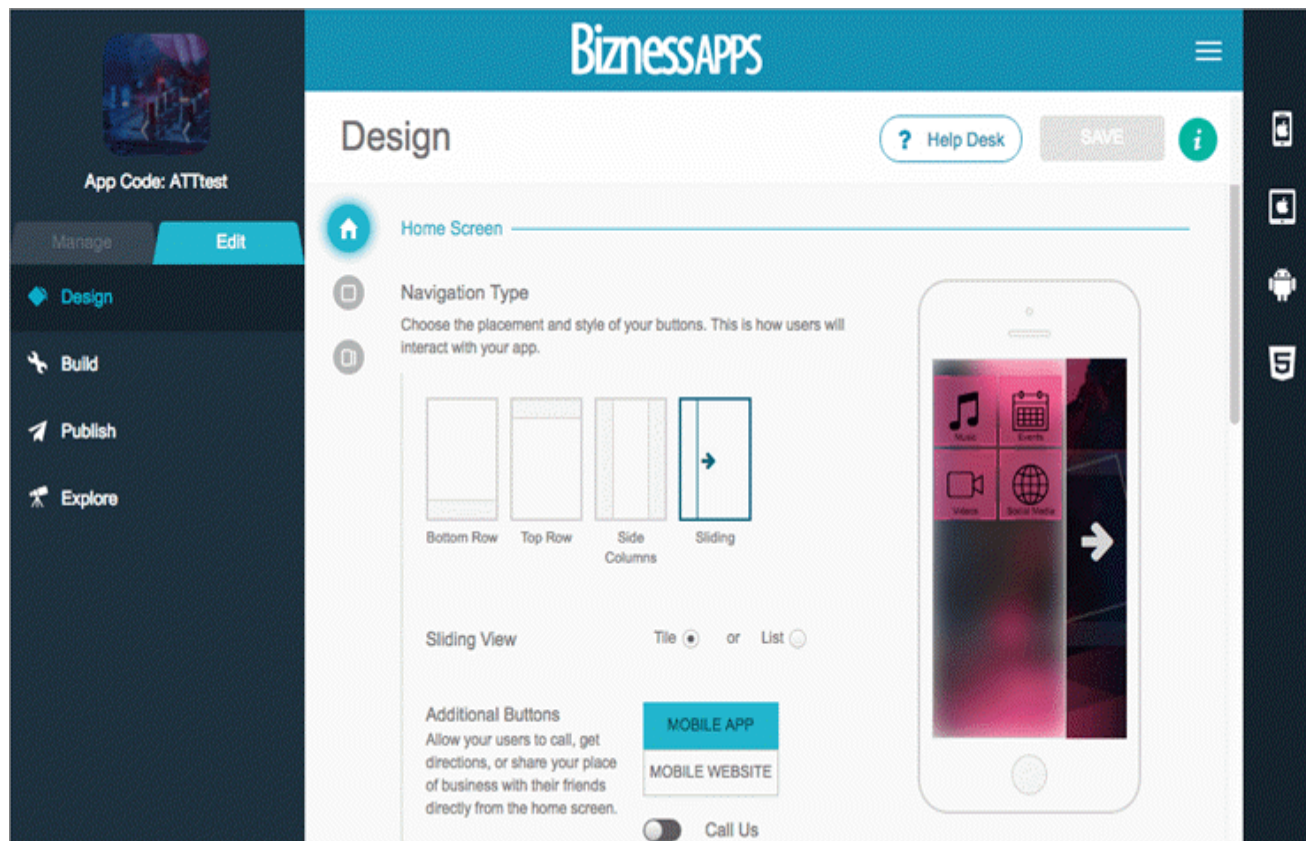 BiznessAPPS
App Code: ATTtest
Manage
Edit
Design
Build
Publish
Explore
Design
? Help Desk
SAVE
i
Home Screen
Navigation Type
Choose the placement and style of your buttons. This is how users will
interact with your app.
Bottom Row
Top Row
Side
Columns
Sliding
Sliding View
Tile or List
Additional Buttons
Allow your users to call, get
directions, or share your place
of business with their friends
directly from the home screen.
MOBILE APP
MOBILE WEBSITE
Call Us
Music
Events
Videos
Social Media
5